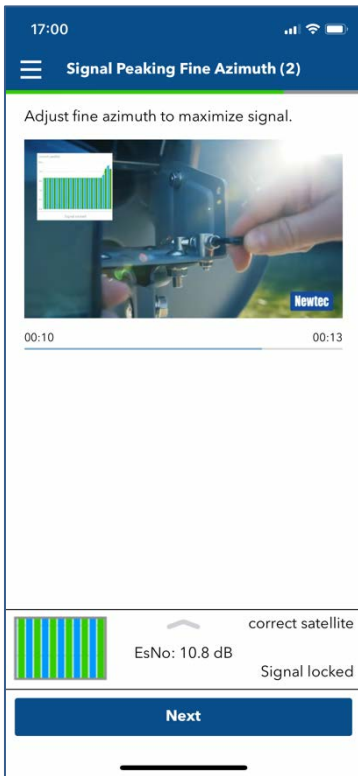 17:00
Signal Peaking Fine Azimuth (2)
Adjust fine azimuth to maximize signal.
Newtec
00:10 00:13
correct satellite
EsNo: 10.8 dB
Signal locked
Next